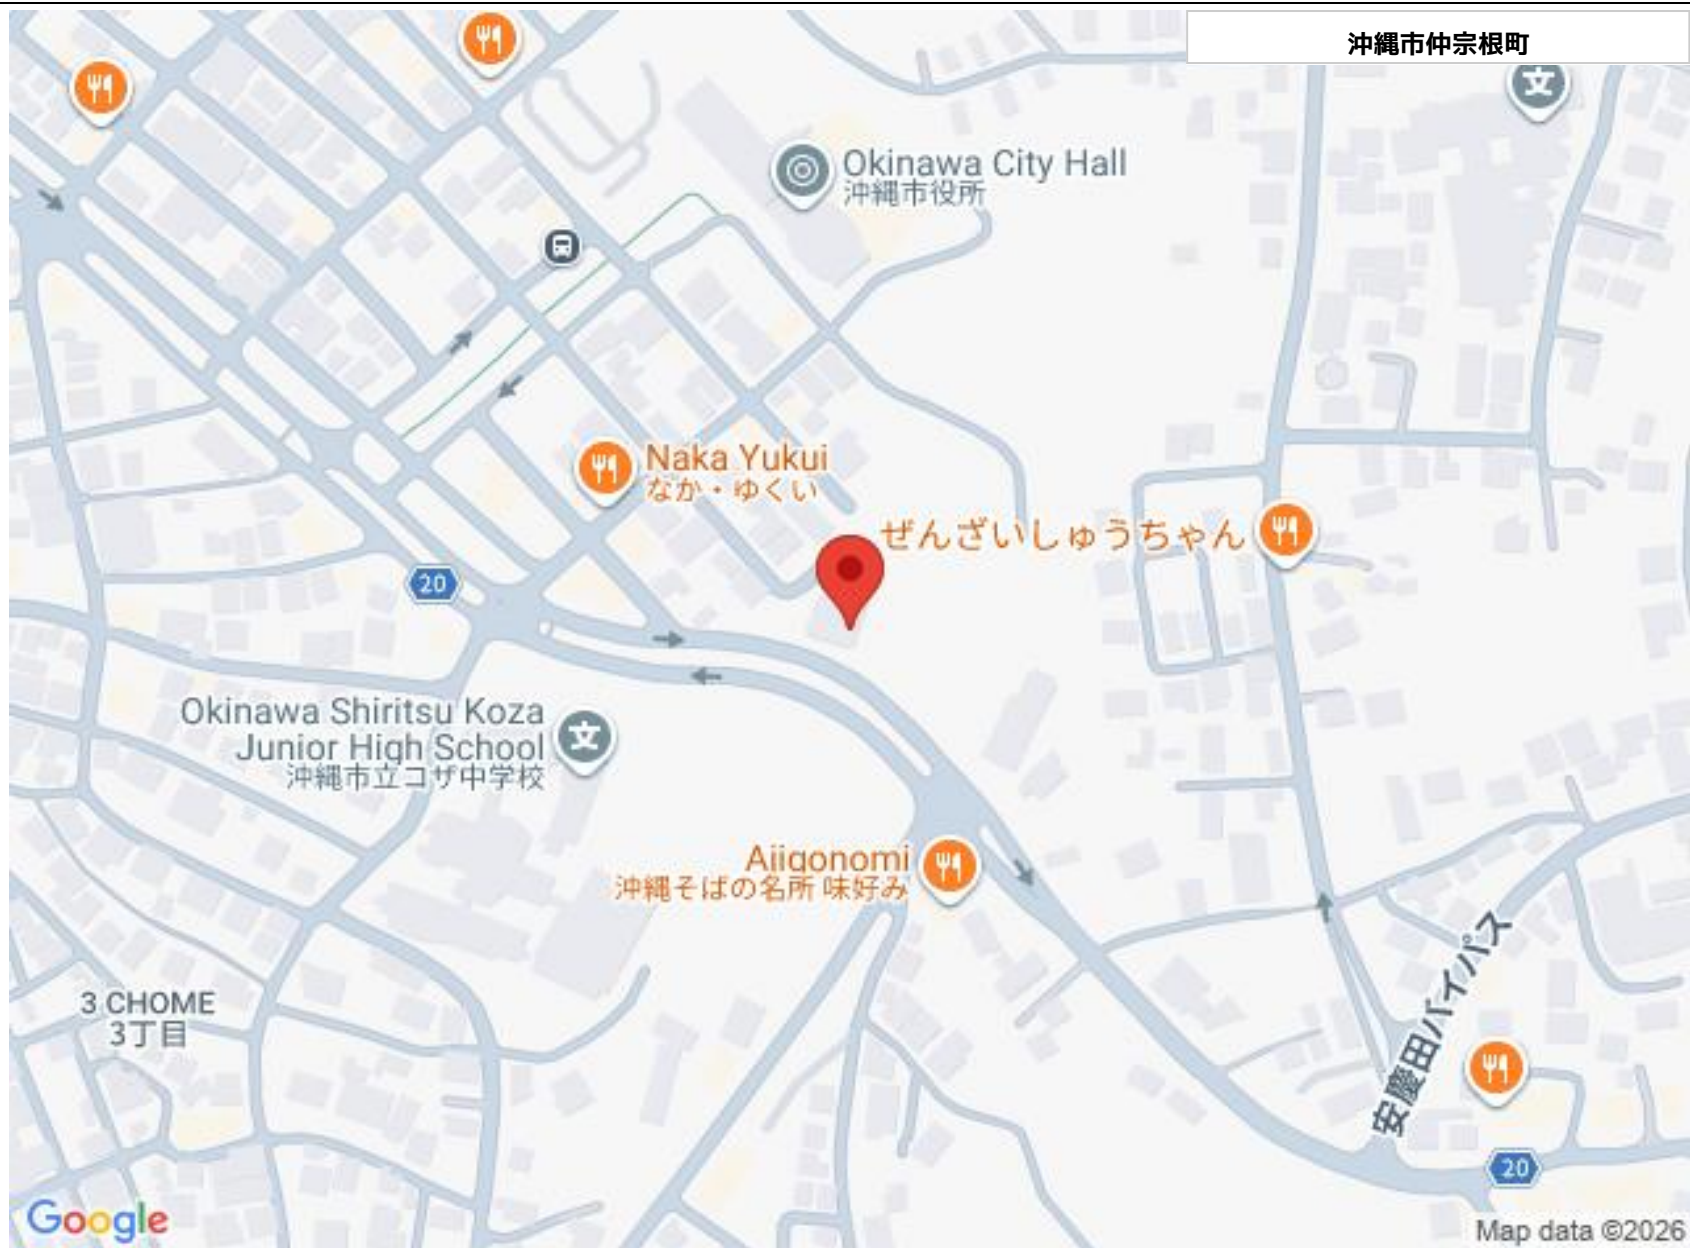 沖縄市仲宗根町
文
Okinawa City Hall
沖縄市役所
Naka Yukui
なか・ゆくい
ぜんざいしゅうちゃん
20
Okinawa Shiritsu Koza
Junior High School
沖縄市立コザ中学校
文
Ajigonomi
沖縄そばの名所 味好み
3 CHOME
3丁目
安慶田バイパス
20
Google
Map data ©2026